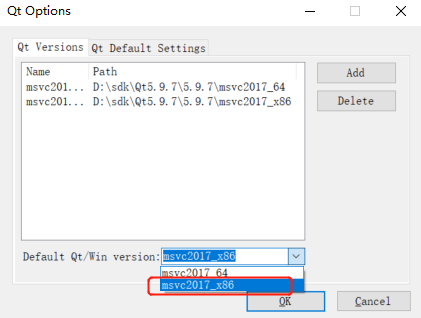 Qt Options
Qt Versions Qt Default Settings
Name Path
msvc201... D:\sdk\Qt5.9.7\5.9.7\msvc2017_64
msvc201... D:\sdk\Qt5.9.7\5.9.7\msvc2017_x86
Add
Delete
Default Qt/Win version: msvc2017_x86
msvc2017_64
msvc2017_x86
OK Cancel